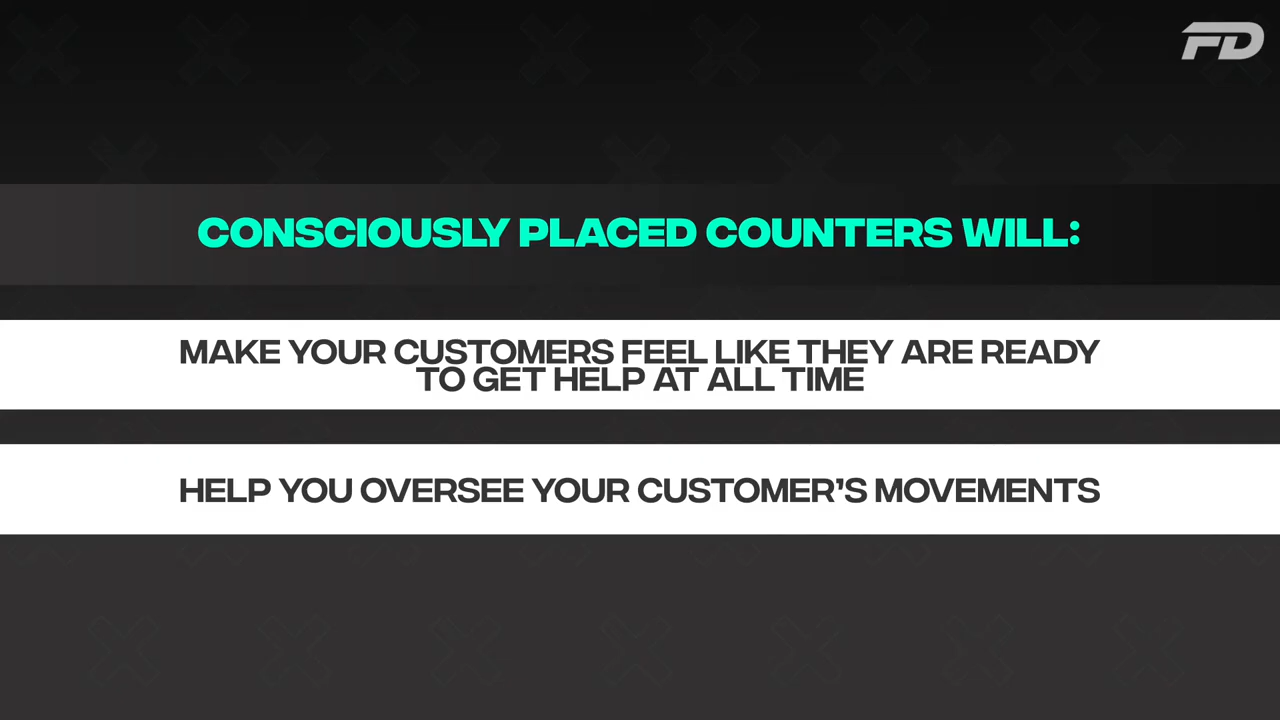 FD
CONSCIOUSLY PLACED COUNTERS WILL:
MAKE YOUR CUSTOMERS FEEL LIKE THEY ARE READY
TO GET HELP AT ALL TIME
HELP YOU OVERSEE YOUR CUSTOMER'S MOVEMENTS